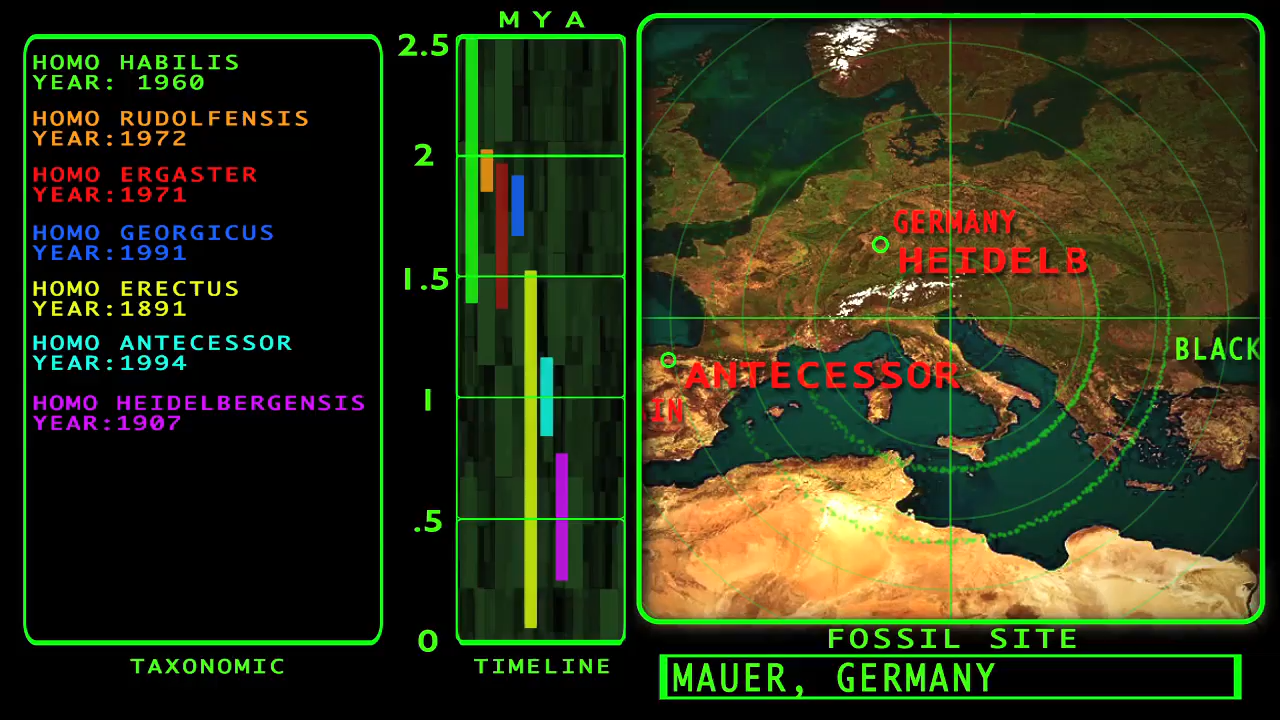 HOMO HABILIS
YEAR: 1960
HOMO RUDOLFENSIS
YEAR:1972
HOMO ERGASTER
YEAR:1971
HOMO GEORGICUS
YEAR:1991
HOMO ERECTUS
YEAR:1891
HOMO ANTECESSOR
YEAR:1994
HOMO HEIDELBERGENSIS
YEAR:1907
TAXONOMIC
MYA
2.5
2
1.5
1
.5
0
TIMELINE
GERMANY
HEIDELB
BLACK
ANTECESSOR
IN
FOSSIL SITE
MAUER, GERMANY